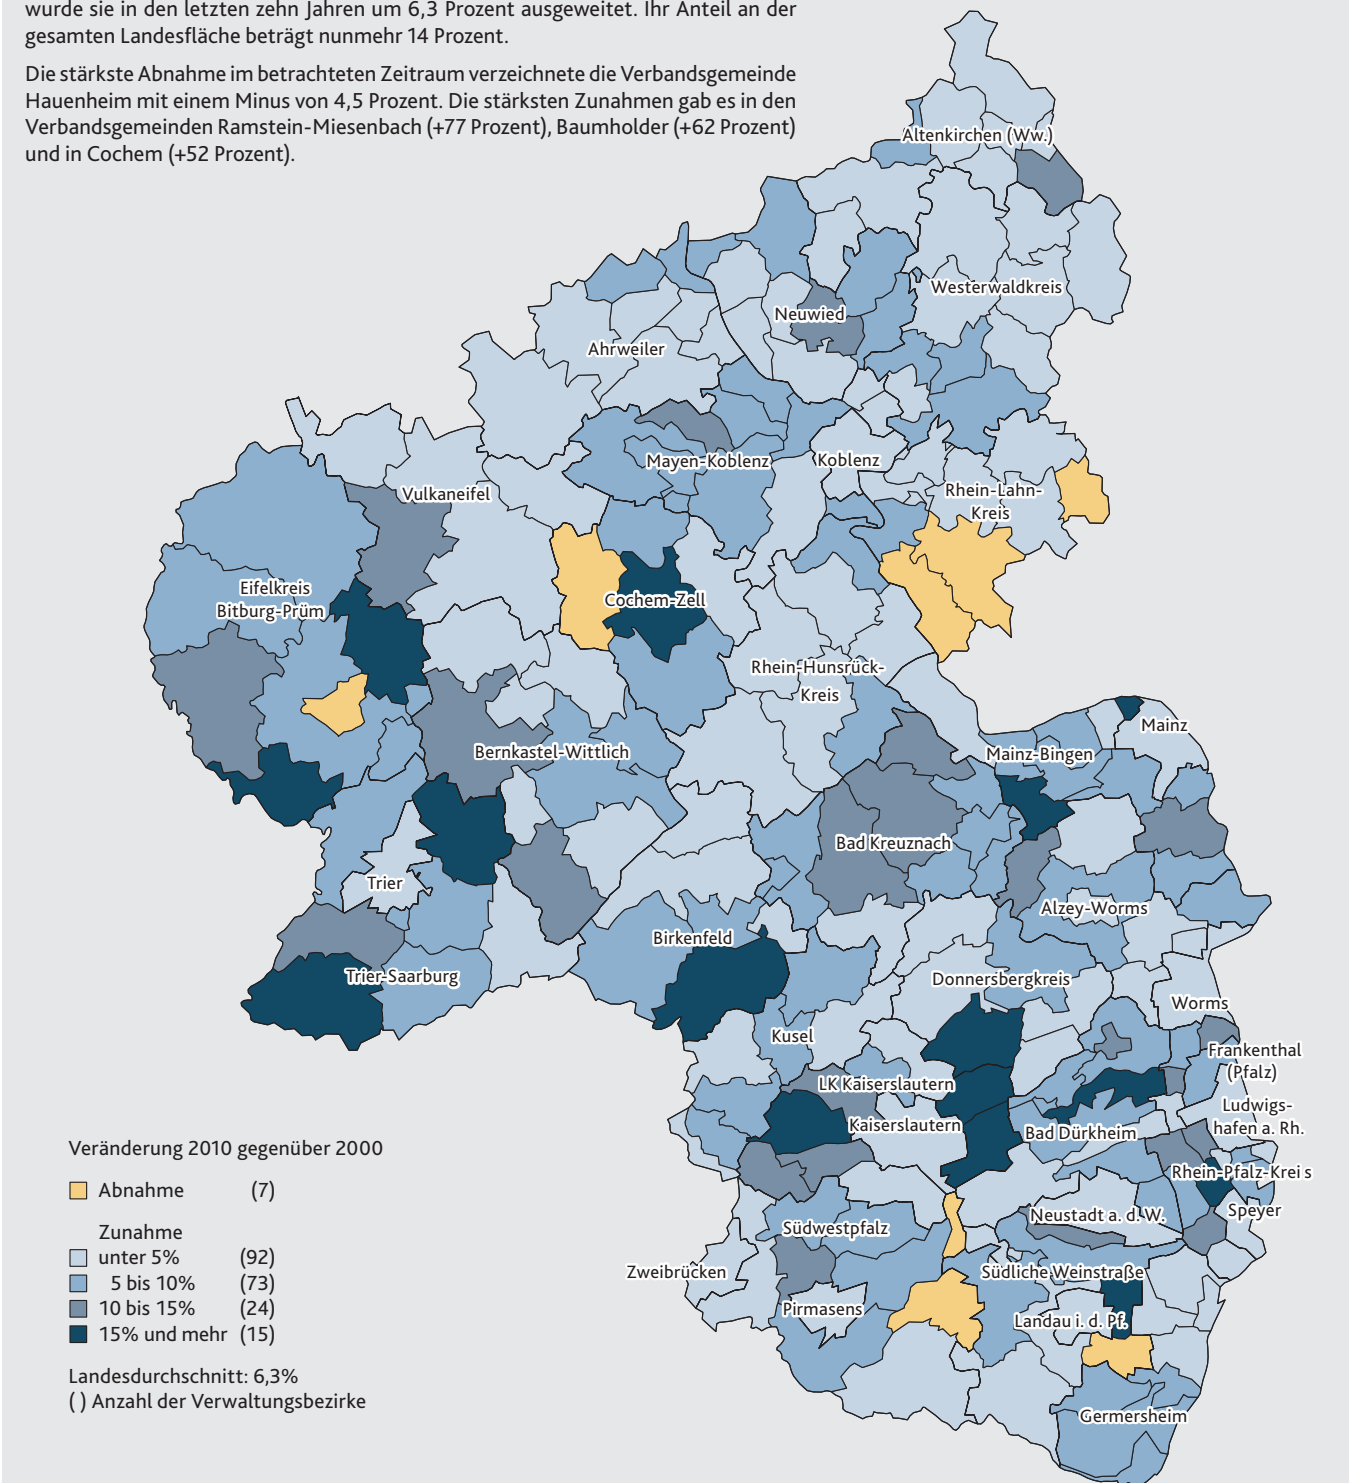 wurde sie in den letzten zehn Jahren um 6,3 Prozent ausgeweitet. Ihr Anteil an der
gesamten Landesfläche beträgt nunmehr 14 Prozent.
Die stärkste Abnahme im betrachteten Zeitraum verzeichnete die Verbandsgemeinde
Hauenheim mit einem Minus von 4,5 Prozent. Die stärksten Zunahmen gab es in den
Verbandsgemeinden Ramstein-Miesenbach (+77 Prozent), Baumholder (+62 Prozent)
und in Cochem (+52 Prozent).
Altenkirchen (Ww.)
Westerwaldkreis
Neuwied
Ahrweiler
Mayen-Koblenz
Koblenz
Vulkaneifel
Rhein-Lahn-
Kreis
Eifelkreis
Bitburg-Prüm
Cochem-Zell
Rhein-Hunsrück-
Kreis
Mainz
Bernkastel-Wittlich
Mainz-Bingen
Bad Kreuznach
Trier
Alzey-Worms
Birkenfeld
Trier-Saarburg
Donnersbergkreis
Worms
Kusel
Frankenthal
(Pfalz)
LK Kaiserslautern
Ludwigs-
hafen a. Rh.
Kaiserslautern
Bad Dürkheim
Rhein-Pfalz-Kreis
Neustadt a. d. W.
Speyer
Südwestpfalz
Zweibrücken
Südliche Weinstraße
Pirmasens
Landau i. d. Pf.
Germersheim
Veränderung 2010 gegenüber 2000
Abnahme (7)
Zunahme
unter 5% (92)
5 bis 10% (73)
10 bis 15% (24)
15% und mehr (15)
Landesdurchschnitt: 6,3%
( ) Anzahl der Verwaltungsbezirke